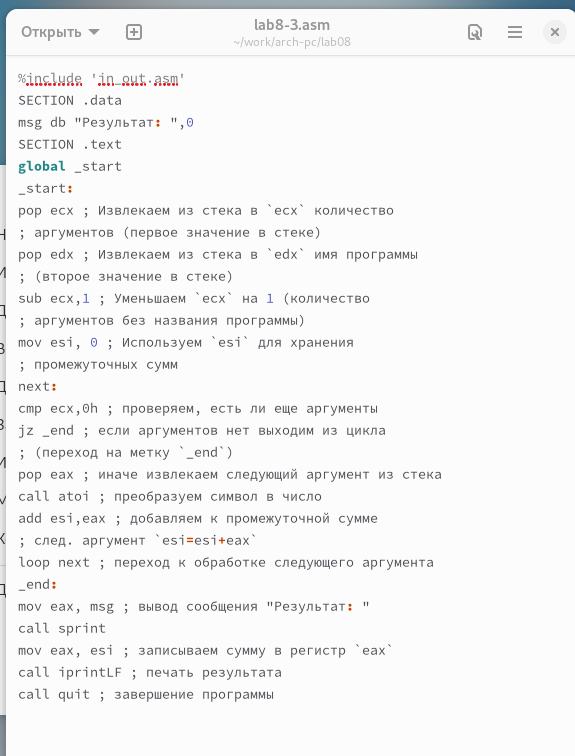 Открыть
lab8-3.asm
~/work/arch-pc/lab08
%include 'in_out.asm'
SECTION .data
msg db "Результат: ",0
SECTION .text
global _start
_start:
pop ecx ; Извлекаем из стека в `ecx` количество
; аргументов (первое значение в стеке)
pop edx ; Извлекаем из стека в `edx` имя программы
; (второе значение в стеке)
sub ecx,1 ; Уменьшаем `ecx` на 1 (количество
; аргументов без названия программы)
mov esi, 0 ; Используем `esi` для хранения
; промежуточных сумм
next:
cmp ecx,0h ; проверяем, есть ли еще аргументы
jz _end ; если аргументов нет выходим из цикла
; (переход на метку `_end`)
pop eax ; иначе извлекаем следующий аргумент из стека
call atoi ; преобразуем символ в число
add esi,eax ; добавляем к промежуточной сумме
; след. аргумент `esi=esi+eax`
loop next ; переход к обработке следующего аргумента
_end:
mov eax, msg ; вывод сообщения "Результат: "
call sprint
mov eax, esi ; записываем сумму в регистр `eax`
call iprintLF ; печать результата
call quit ; завершение программы